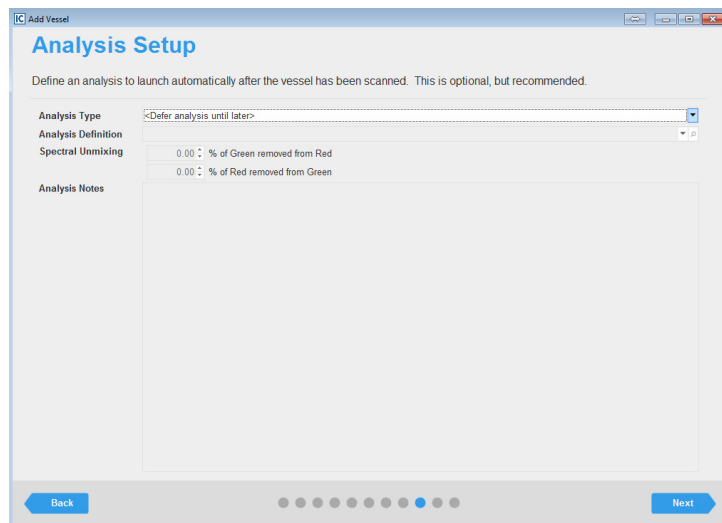 IC Add Vessel
Analysis Setup
Define an analysis to launch automatically after the vessel has been scanned. This is optional, but recommended.
Analysis Type <Defer analysis until later>
Analysis Definition
Spectral Unmixing 0.00 % of Green removed from Red
0.00 % of Red removed from Green
Analysis Notes
Back Next